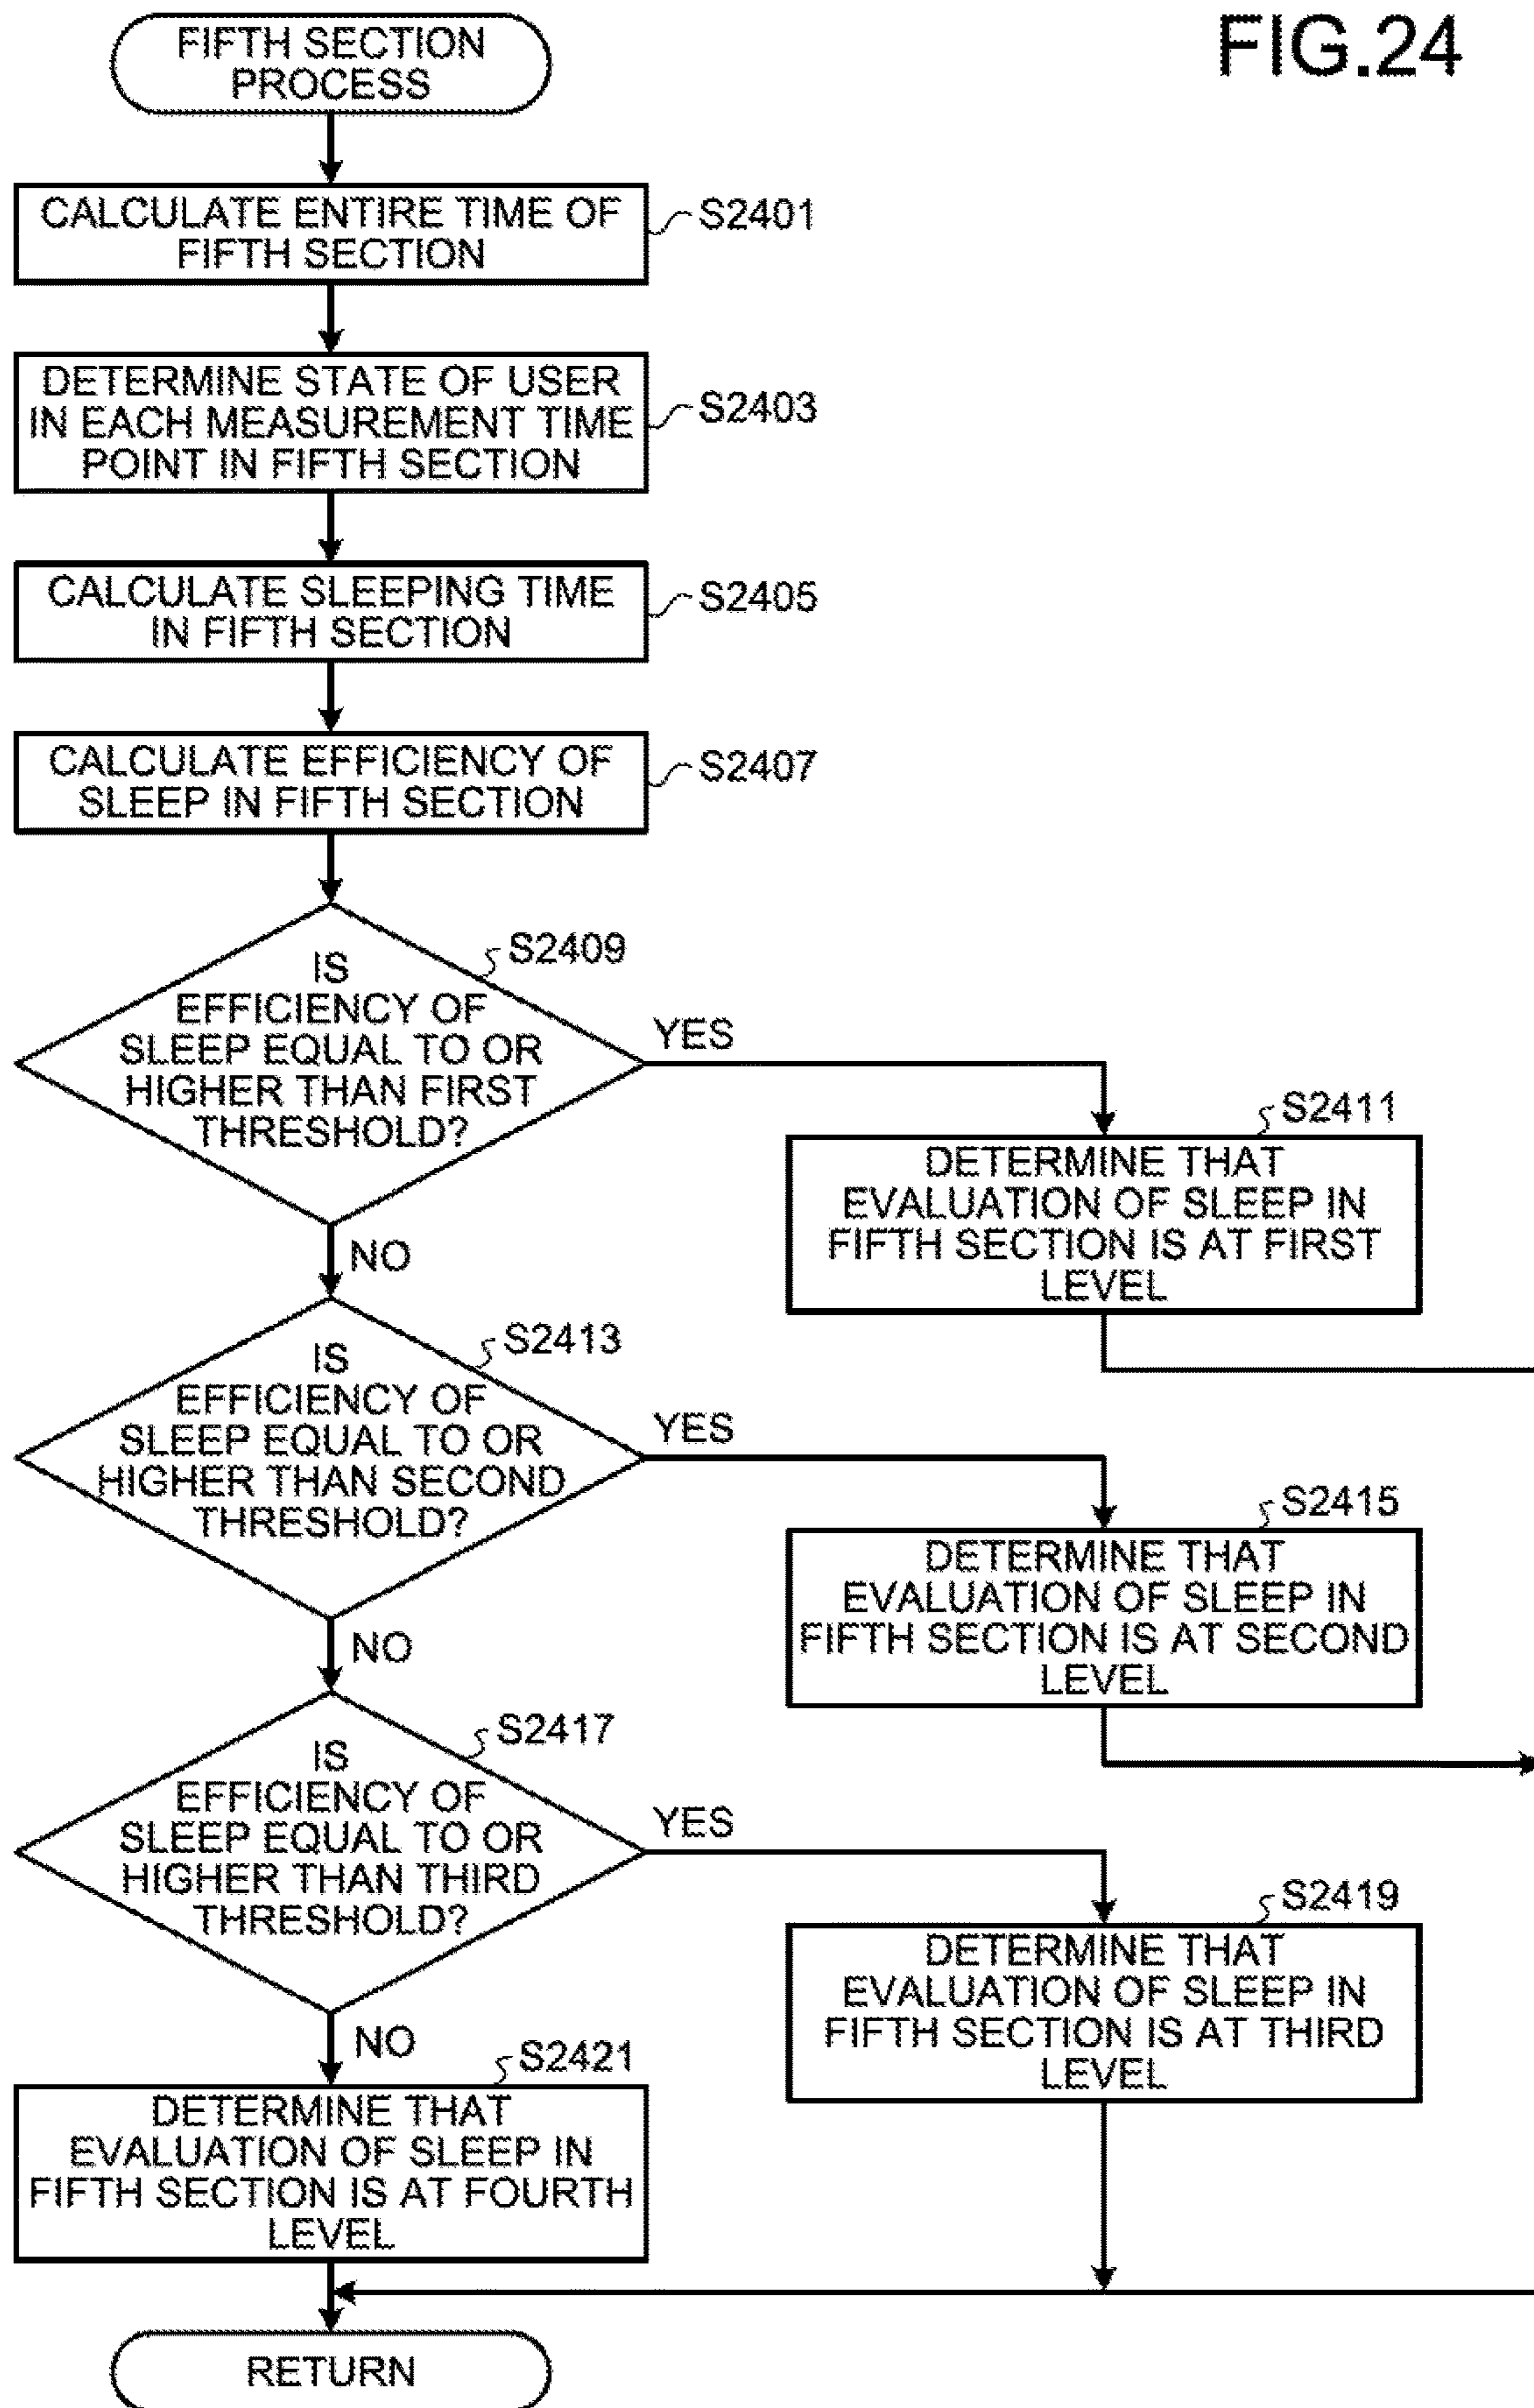 FIG.24
FIFTH SECTION
PROCESS
CALCULATE ENTIRE TIME OF
FIFTH SECTION
S2401
DETERMINE STATE OF USER
IN EACH MEASUREMENT TIME
POINT IN FIFTH SECTION
S2403
CALCULATE SLEEPING TIME
IN FIFTH SECTION
S2405
CALCULATE EFFICIENCY OF
SLEEP IN FIFTH SECTION
S2407
S2409
IS
EFFICIENCY OF
SLEEP EQUAL TO OR
HIGHER THAN FIRST
THRESHOLD?
YES
NO
S2411
DETERMINE THAT
EVALUATION OF SLEEP IN
FIFTH SECTION IS AT FIRST
LEVEL
S2413
IS
EFFICIENCY OF
SLEEP EQUAL TO OR
HIGHER THAN SECOND
THRESHOLD?
YES
NO
S2415
DETERMINE THAT
EVALUATION OF SLEEP IN
FIFTH SECTION IS AT SECOND
LEVEL
S2417
IS
EFFICIENCY OF
SLEEP EQUAL TO OR
HIGHER THAN THIRD
THRESHOLD?
YES
NO
S2419
DETERMINE THAT
EVALUATION OF SLEEP IN
FIFTH SECTION IS AT THIRD
LEVEL
S2421
DETERMINE THAT
EVALUATION OF SLEEP IN
FIFTH SECTION IS AT FOURTH
LEVEL
RETURN